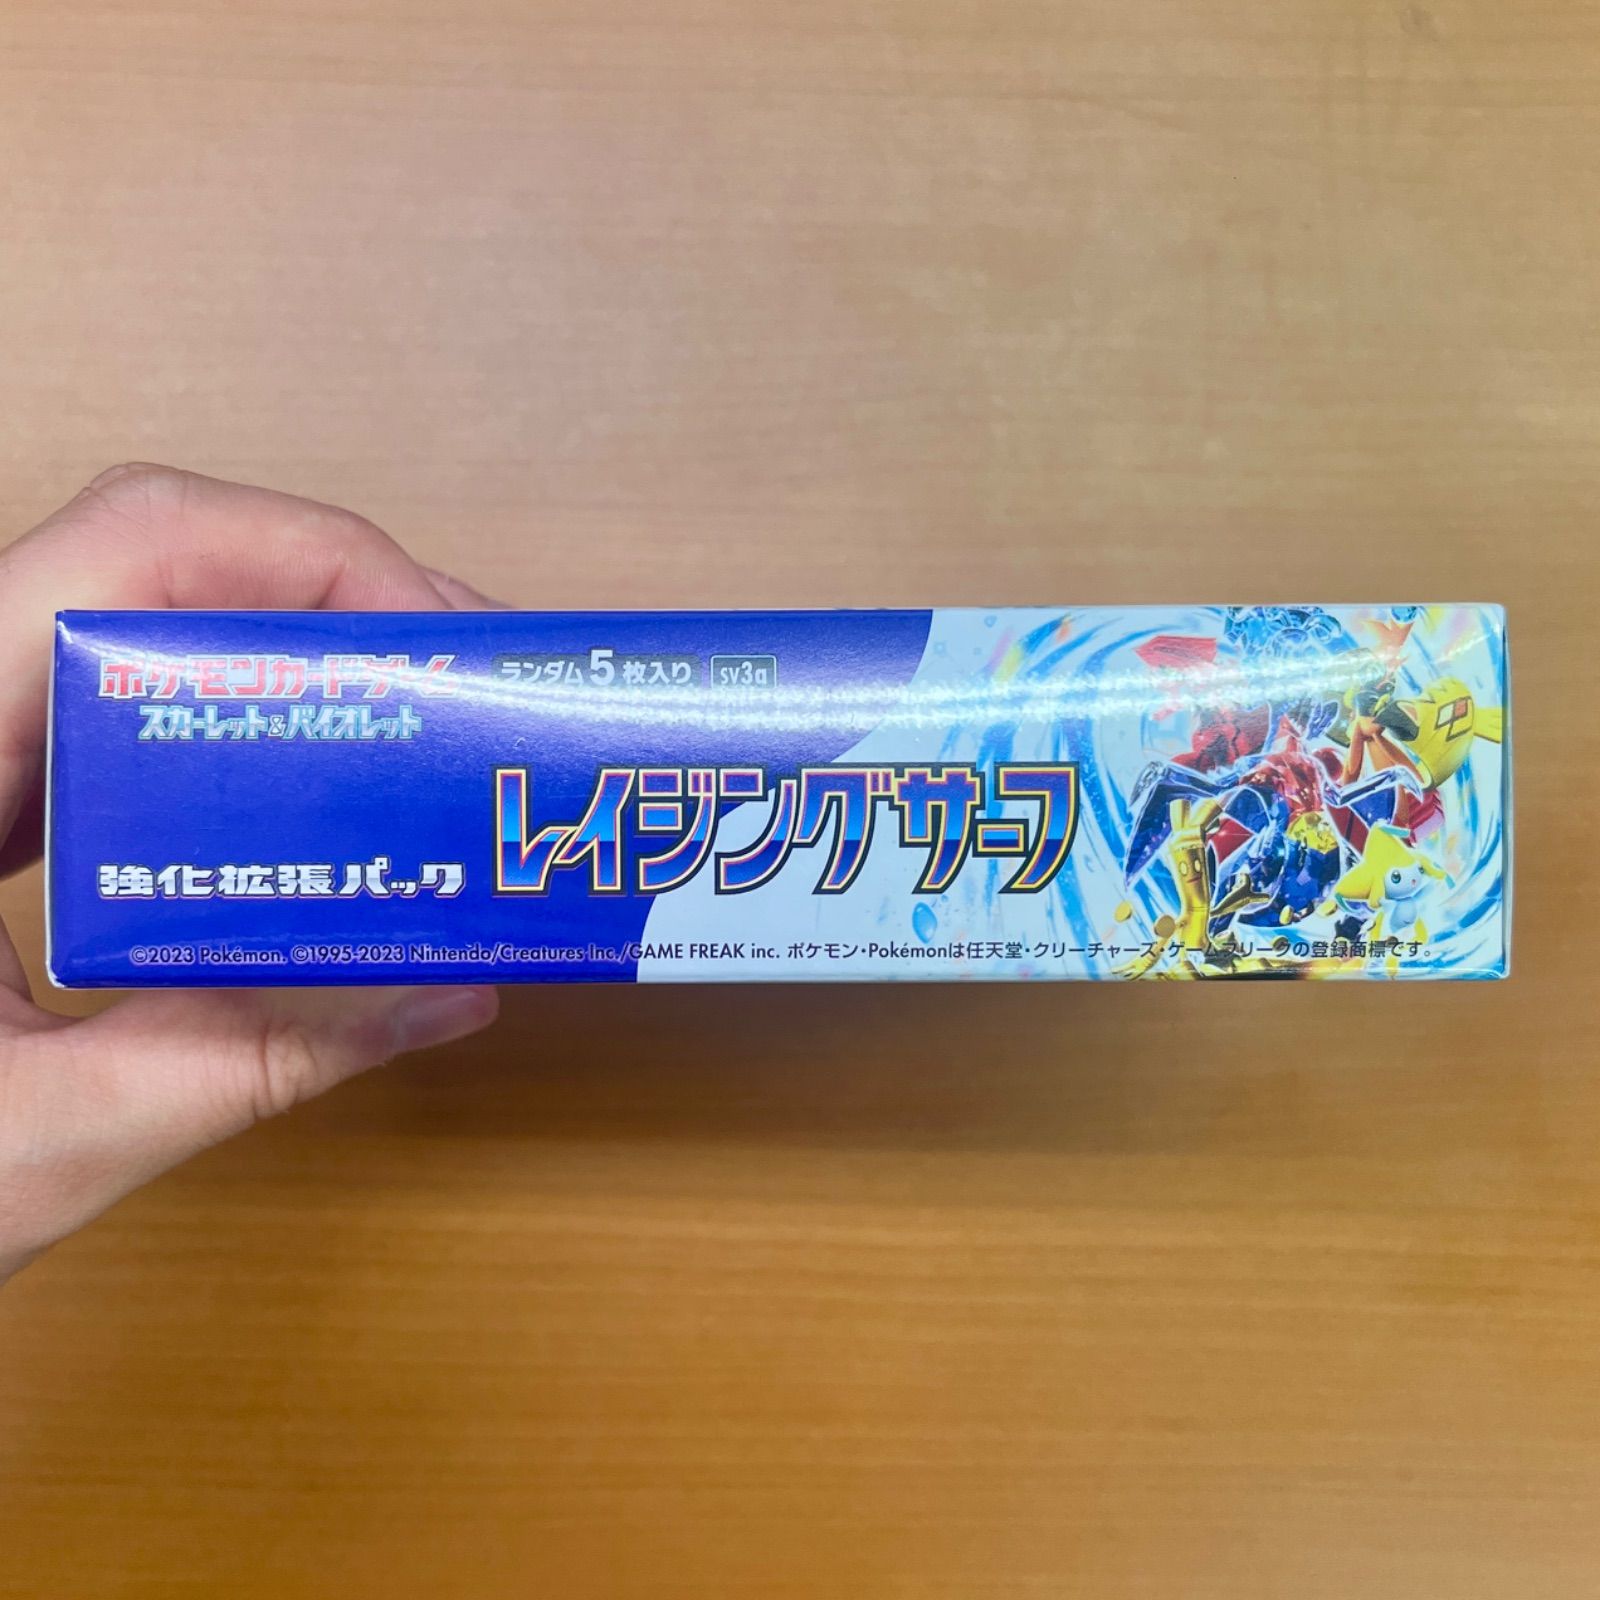 ポケモンカードゲーム
スカーレット&バイオレット
ランダム5枚入り sv3a
強化拡張パック
レイジングサーフ
©2023 Pokémon. ©1995-2023 Nintendo/Creatures Inc./GAME FREAK inc. ポケモン・Pokémonは任天堂・クリーチャーズ・ゲームフリークの登録商標です。